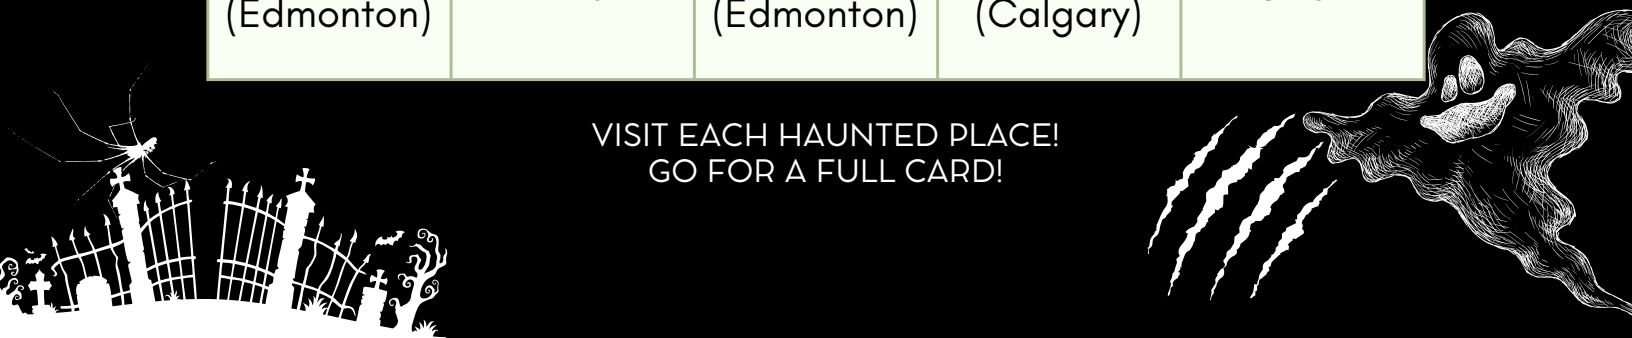 (Edmonton) (Edmonton) (Calgary)
VISIT EACH HAUNTED PLACE!
GO FOR A FULL CARD!